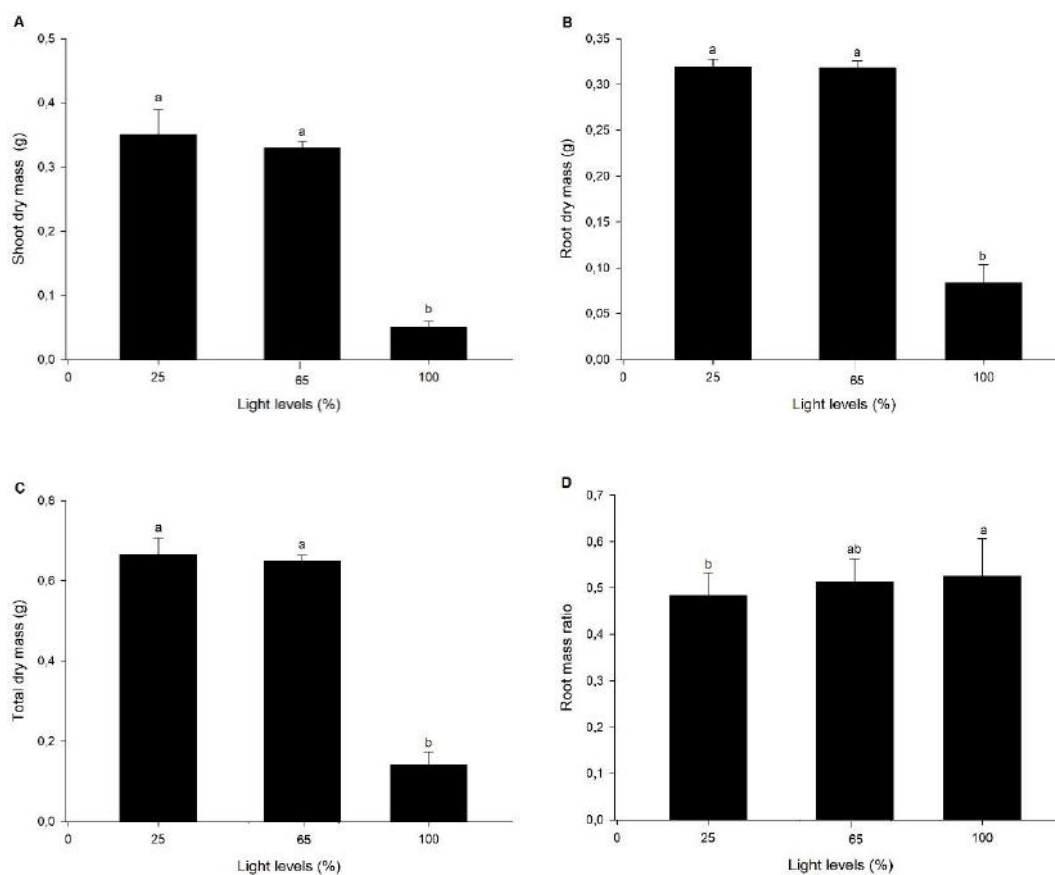 A
0,5
0,4
0,3
0,2
0,1
0,0
Shoot dry mass (g)
a
a
b
0
25
65
100
Light levels (%)
B
0,35
0,30
0,25
0,20
0,15
0,10
0,05
0,00
Root dry mass (g)
a
a
b
0
25
65
100
Light levels (%)
C
0,8
0,6
0,4
0,2
0,0
Total dry mass (g)
a
a
b
0
25
65
100
Light levels (%)
D
0,7
0,6
0,5
0,4
0,3
0,2
0,1
0,0
Root mass ratio
b
ab
a
0
25
65
100
Light levels (%)